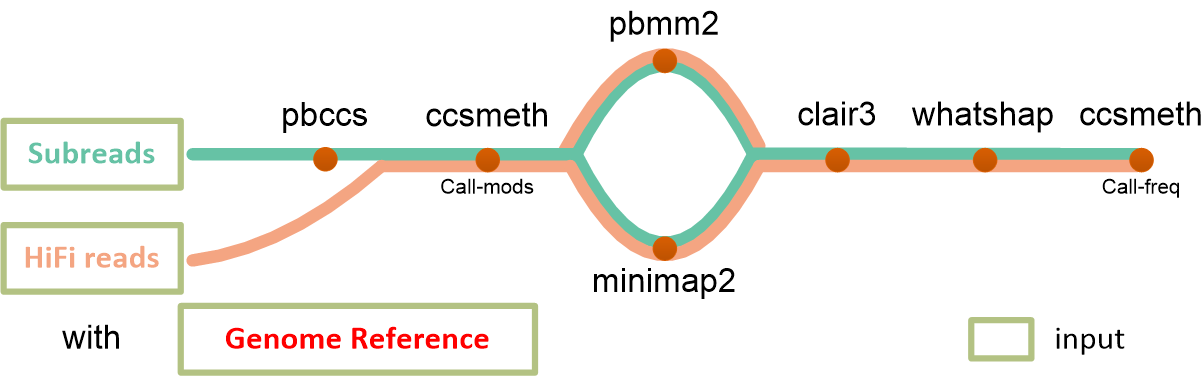 pbmm2
pbccs
ccsmeth
clair3
whatshap
ccsmeth
Subreads
Call-mods
Call-freq
HiFi reads
minimap2
with
Genome Reference
input